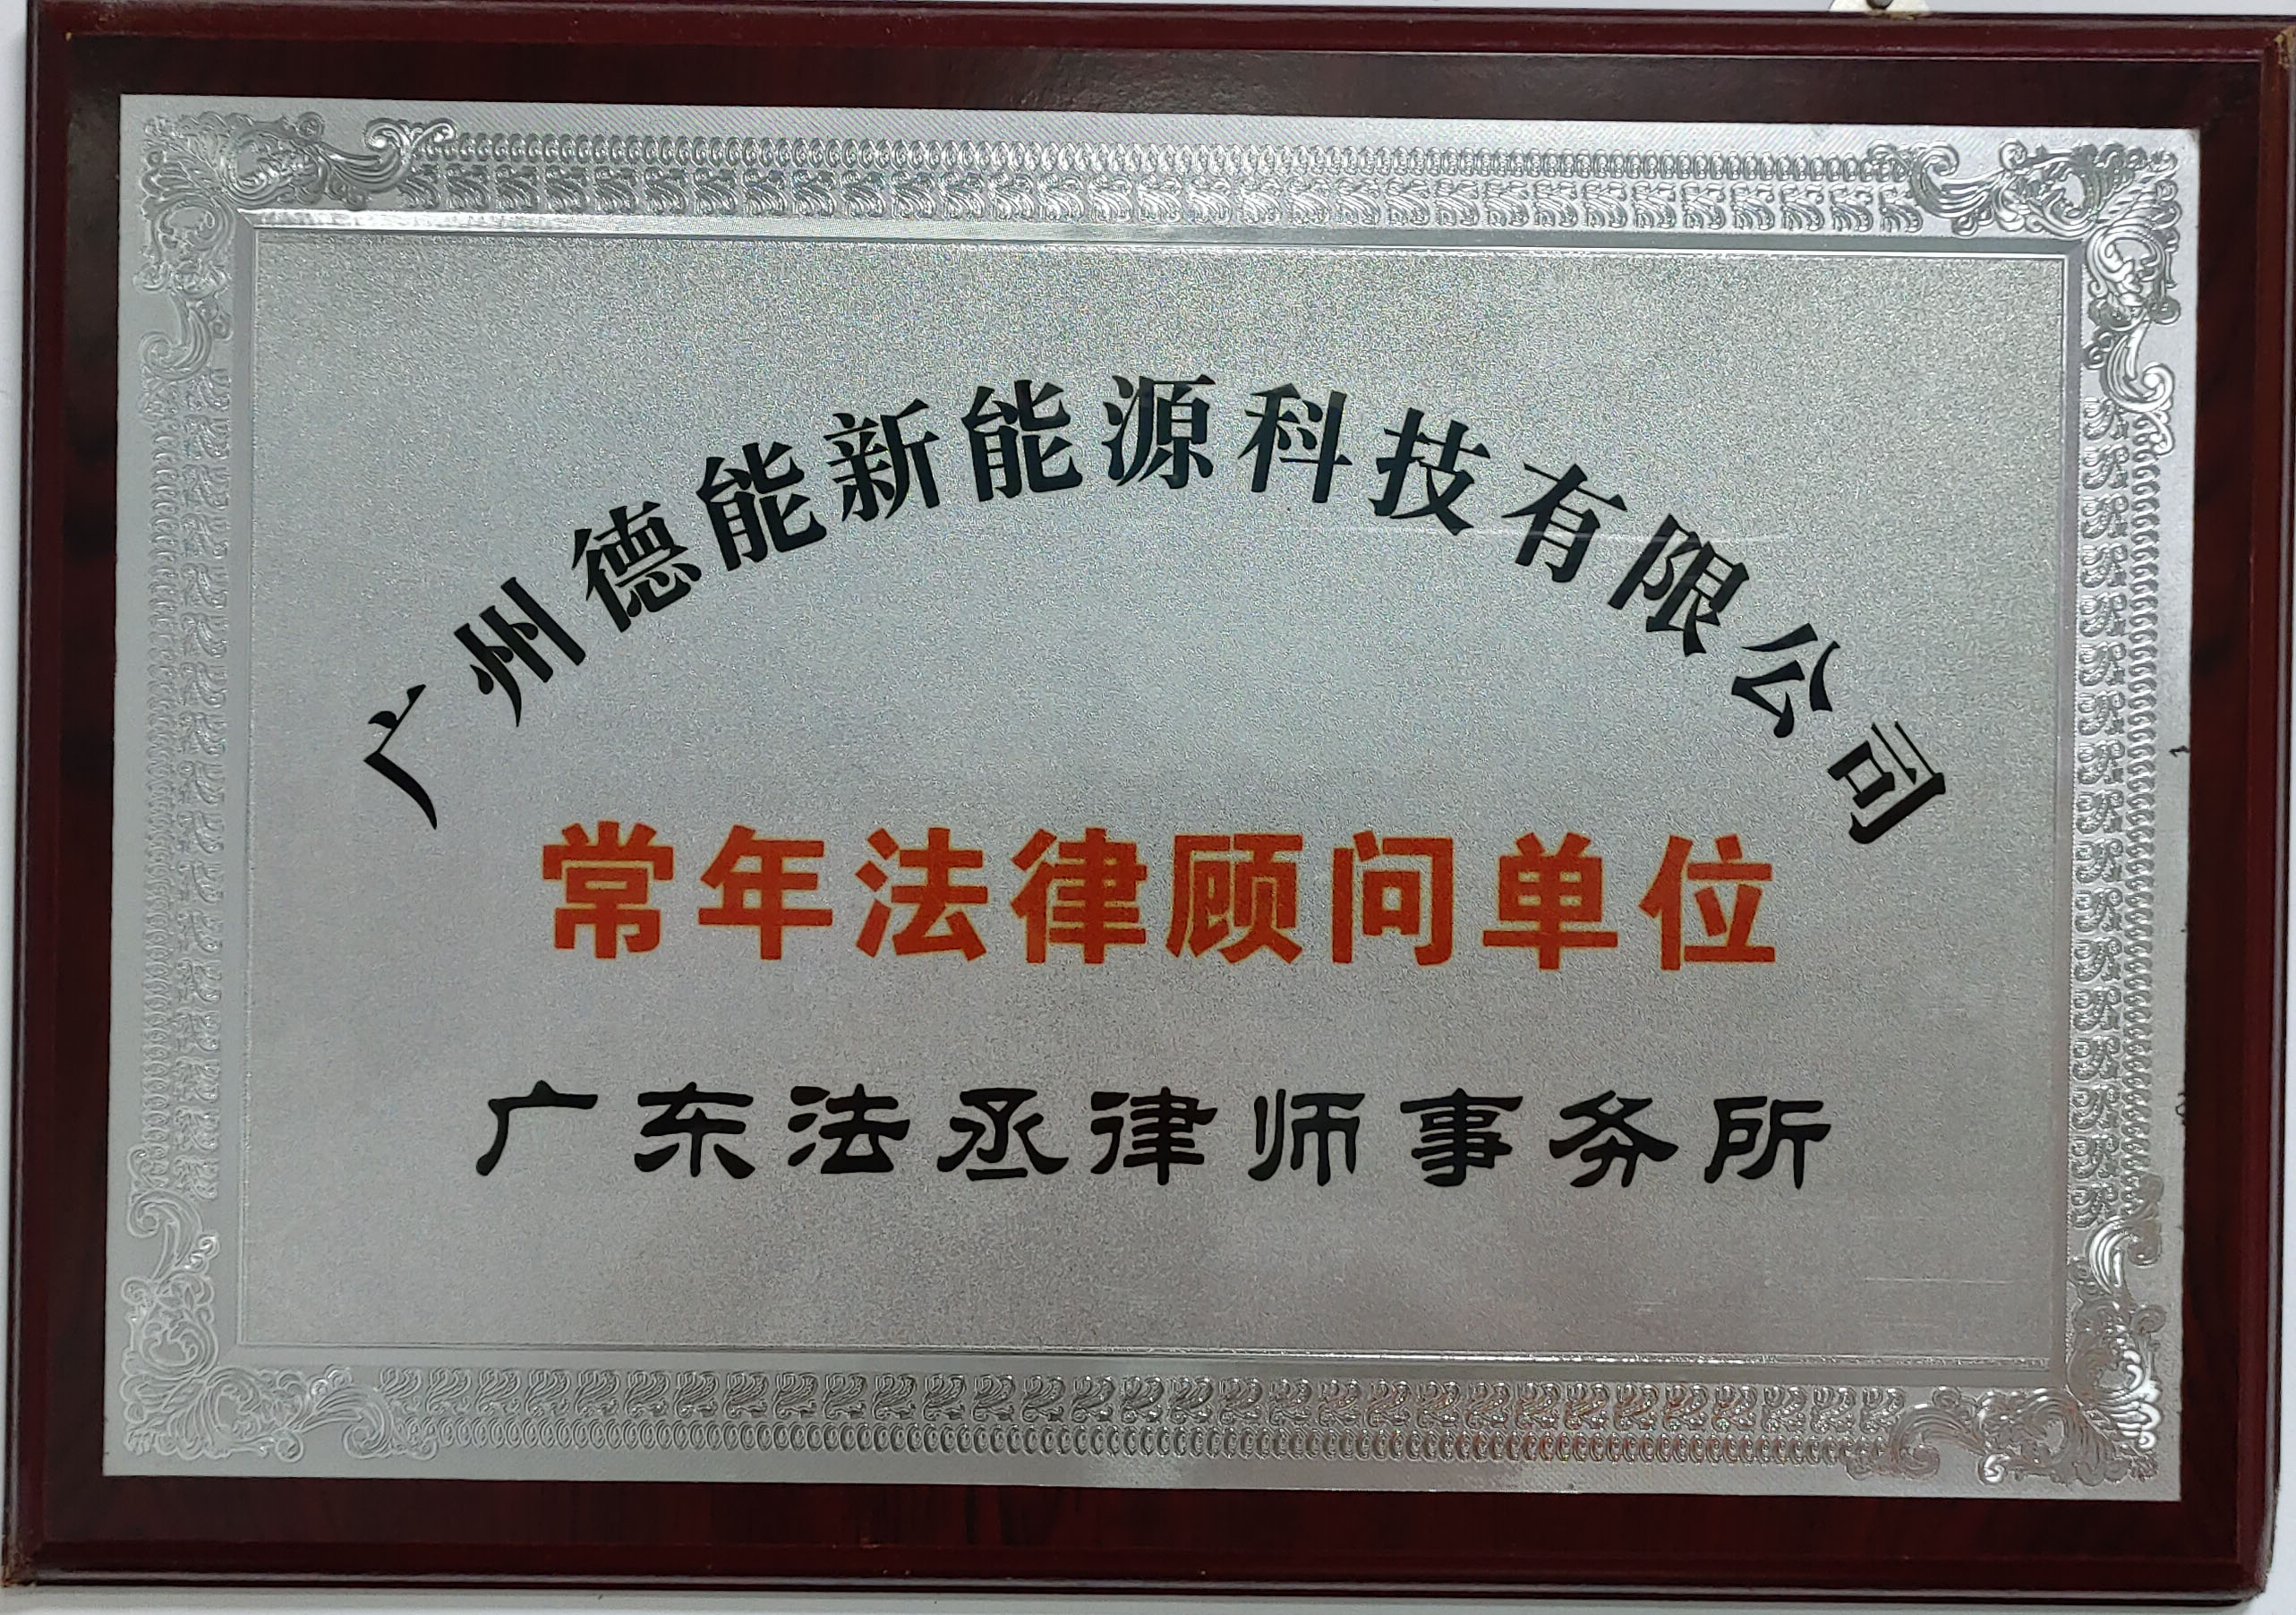 广州德能新能源科技有限公司
常年法律顾问单位
广东法丞律师事务所